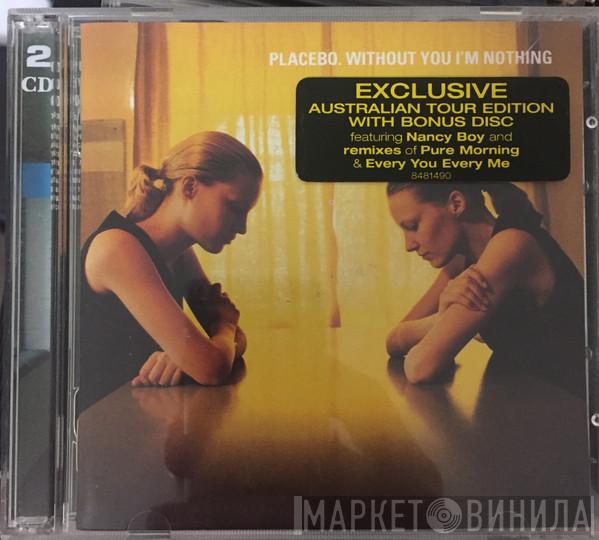 2
CD
PLACEBO. WITHOUT YOU I'M NOTHING
EXCLUSIVE
AUSTRALIAN TOUR EDITION
WITH BONUS DISC
featuring Nancy Boy and
remixes of Pure Morning
& Every You Every Me
8481490
МАРКЕТ ВИНИЛА